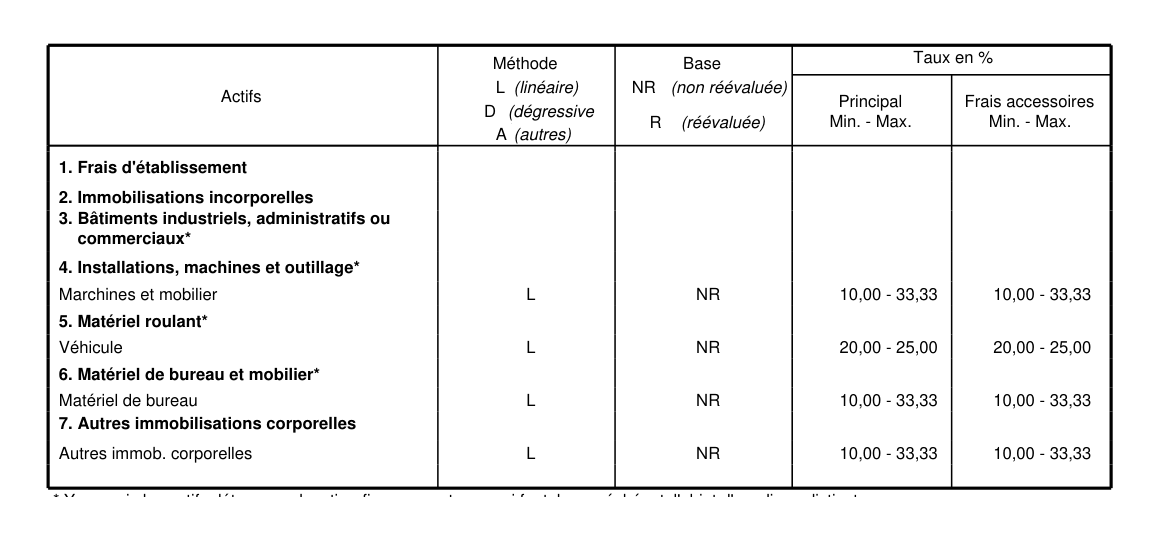 Actifs
Méthode
L (linéaire)
D (dégressive
A (autres)
Base
NR (non réévaluée)
R (réévaluée)
Taux en %
Principal
Min. - Max.
Frais accessoires
Min. - Max.
1. Frais d'établissement
2. Immobilisations incorporelles
3. Bâtiments industriels, administratifs ou
commerciaux*
4. Installations, machines et outillage*
Marchines et mobilier L NR 10,00 - 33,33 10,00 - 33,33
5. Matériel roulant*
Véhicule L NR 20,00 - 25,00 20,00 - 25,00
6. Matériel de bureau et mobilier*
Matériel de bureau L NR 10,00 - 33,33 10,00 - 33,33
7. Autres immobilisations corporelles
Autres immob. corporelles L NR 10,00 - 33,33 10,00 - 33,33